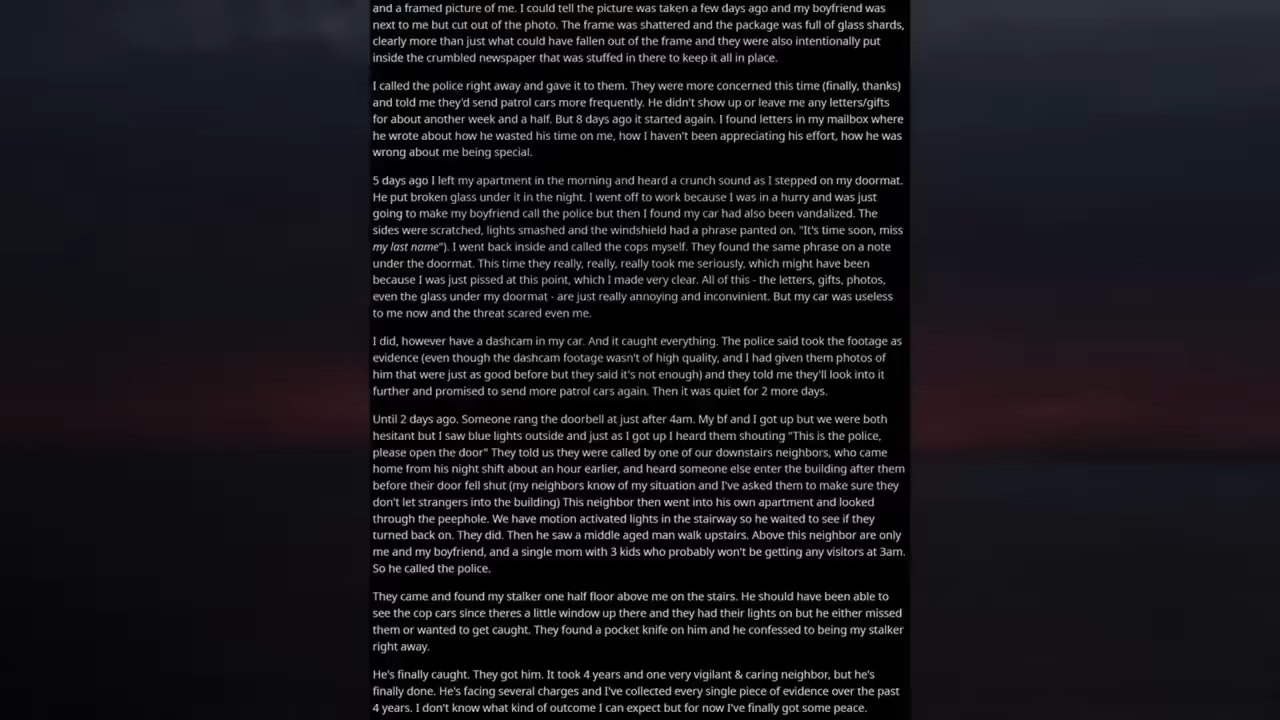 and a framed picture of me. I could tell the picture was taken a few days ago and my boyfriend was
next to me but cut out of the photo. The frame was shattered and the package was full of glass shards,
clearly more than just what could have fallen out of the frame and they were also intentionally put
inside the crumbled newspaper that was stuffed in there to keep it all in place.
I called the police right away and gave it to them. They were more concerned this time (finally, thanks)
and told me they'd send patrol cars more frequently. He didn't show up or leave me any letters/gifts
for about another week and a half. But 8 days ago it started again. I found letters in my mailbox where
he wrote about how he wasted his time on me, how I haven't been appreciating his effort, how he was
wrong about me being special.
5 days ago I left my apartment in the morning and heard a crunch sound as I stepped on my doormat.
He put broken glass under it in the night. I went off to work because I was in a hurry and was just
going to make my boyfriend call the police but then I found my car had also been vandalized. The
sides were scratched, lights smashed and the windshield had a phrase panted on. "It's time soon, miss
my last name"). I went back inside and called the cops myself. They found the same phrase on a note
under the doormat. This time they really, really, really took me seriously, which might have been
because I was just pissed at this point, which I made very clear. All of this - the letters, gifts, photos,
even the glass under my doormat - are just really annoying and inconvinient. But my car was useless
to me now and the threat scared even me.
I did, however have a dashcam in my car. And it caught everything. The police said took the footage as
evidence (even though the dashcam footage wasn't of high quality, and I had given them photos of
him that were just as good before but they said it's not enough) and they told me they'll look into it
further and promised to send more patrol cars again. Then it was quiet for 2 more days.
Until 2 days ago. Someone rang the doorbell at just after 4am. My bf and I got up but we were both
hesitant but I saw blue lights outside and just as I got up I heard them shouting "This is the police,
please open the door" They told us they were called by one of our downstairs neighbors, who came
home from his night shift about an hour earlier, and heard someone else enter the building after them
before their door fell shut (my neighbors know of my situation and I've asked them to make sure they
don't let strangers into the building) This neighbor then went into his own apartment and looked
through the peephole. We have motion activated lights in the stairway so he waited to see if they
turned back on. They did. Then he saw a middle aged man walk upstairs. Above this neighbor are only
me and my boyfriend, and a single mom with 3 kids who probably won't be getting any visitors at 3am.
So he called the police.
They came and found my stalker one half floor above me on the stairs. He should have been able to
see the cop cars since theres a little window up there and they had their lights on but he either missed
them or wanted to get caught. They found a pocket knife on him and he confessed to being my stalker
right away.
He's finally caught. They got him. It took 4 years and one very vigilant & caring neighbor, but he's
finally done. He's facing several charges and I've collected every single piece of evidence over the past
4 years. I don't know what kind of outcome I can expect but for now I've finally got some peace.